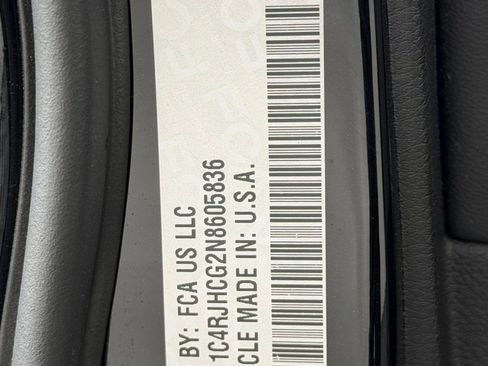 BY: FCA US LLC
1C4RJHCG2N8605836
CLE MADE IN: U.S.A.